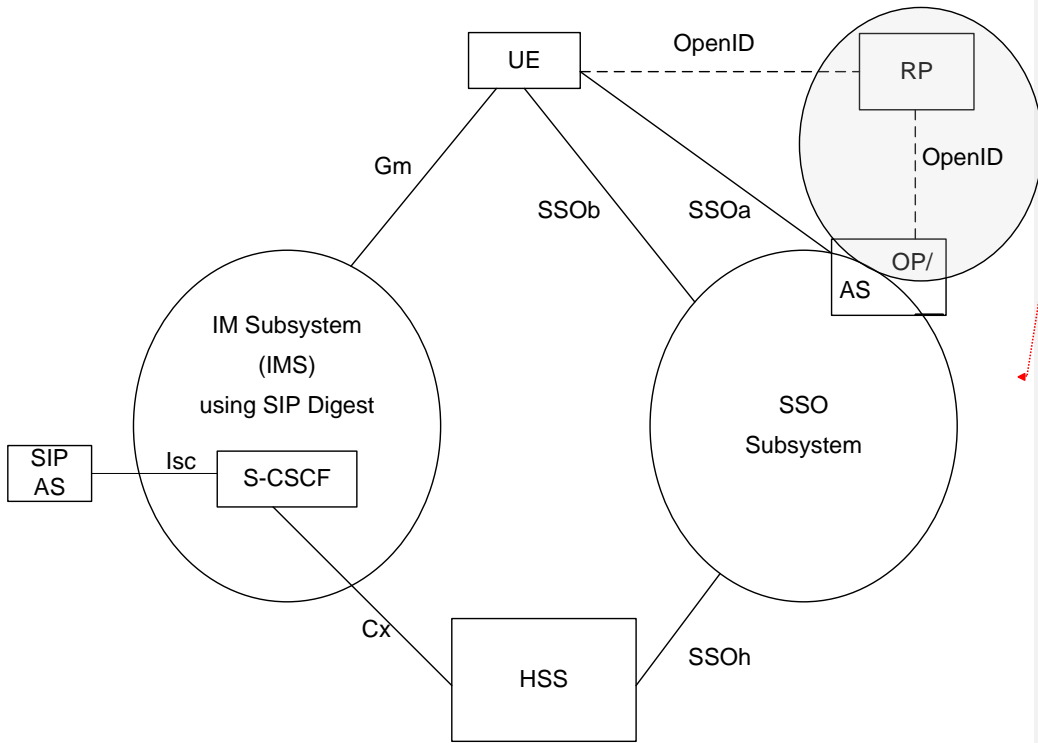 OpenID
UE
RP
OpenID
Gm
SSOb
SSOa
OP/
AS
IM Subsystem
(IMS)
using SIP Digest
SSO
Subsystem
SIP
AS
Isc
S-CSCF
Cx
HSS
SSOh